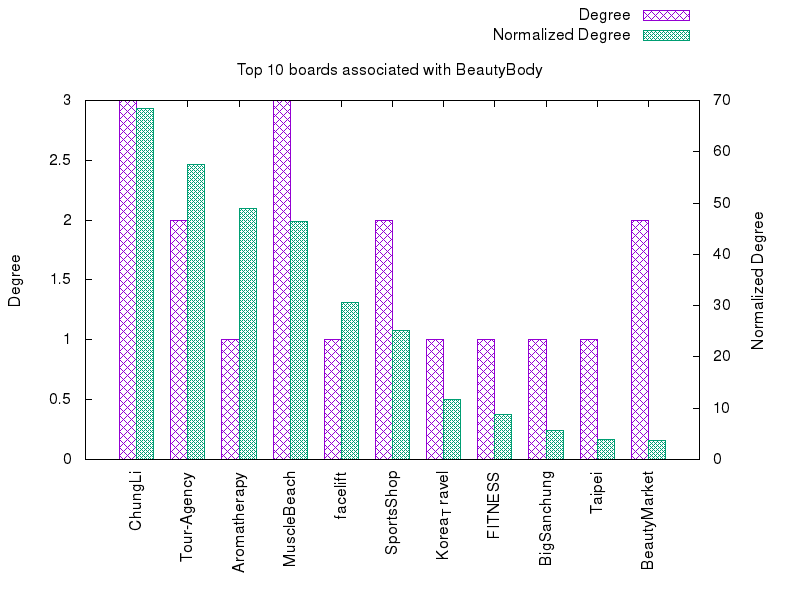 Degree
Normalized Degree
Top 10 boards associated with BeautyBody
3
2.5
2
1.5
1
0.5
0
70
60
50
40
30
20
10
0
Degree
Normalized Degree
ChungLi
Tour-Agency
Aromatherapy
MuscleBeach
facelift
SportsShop
Korea_Travel
FITNESS
BigSanchung
Taipei
BeautyMarket